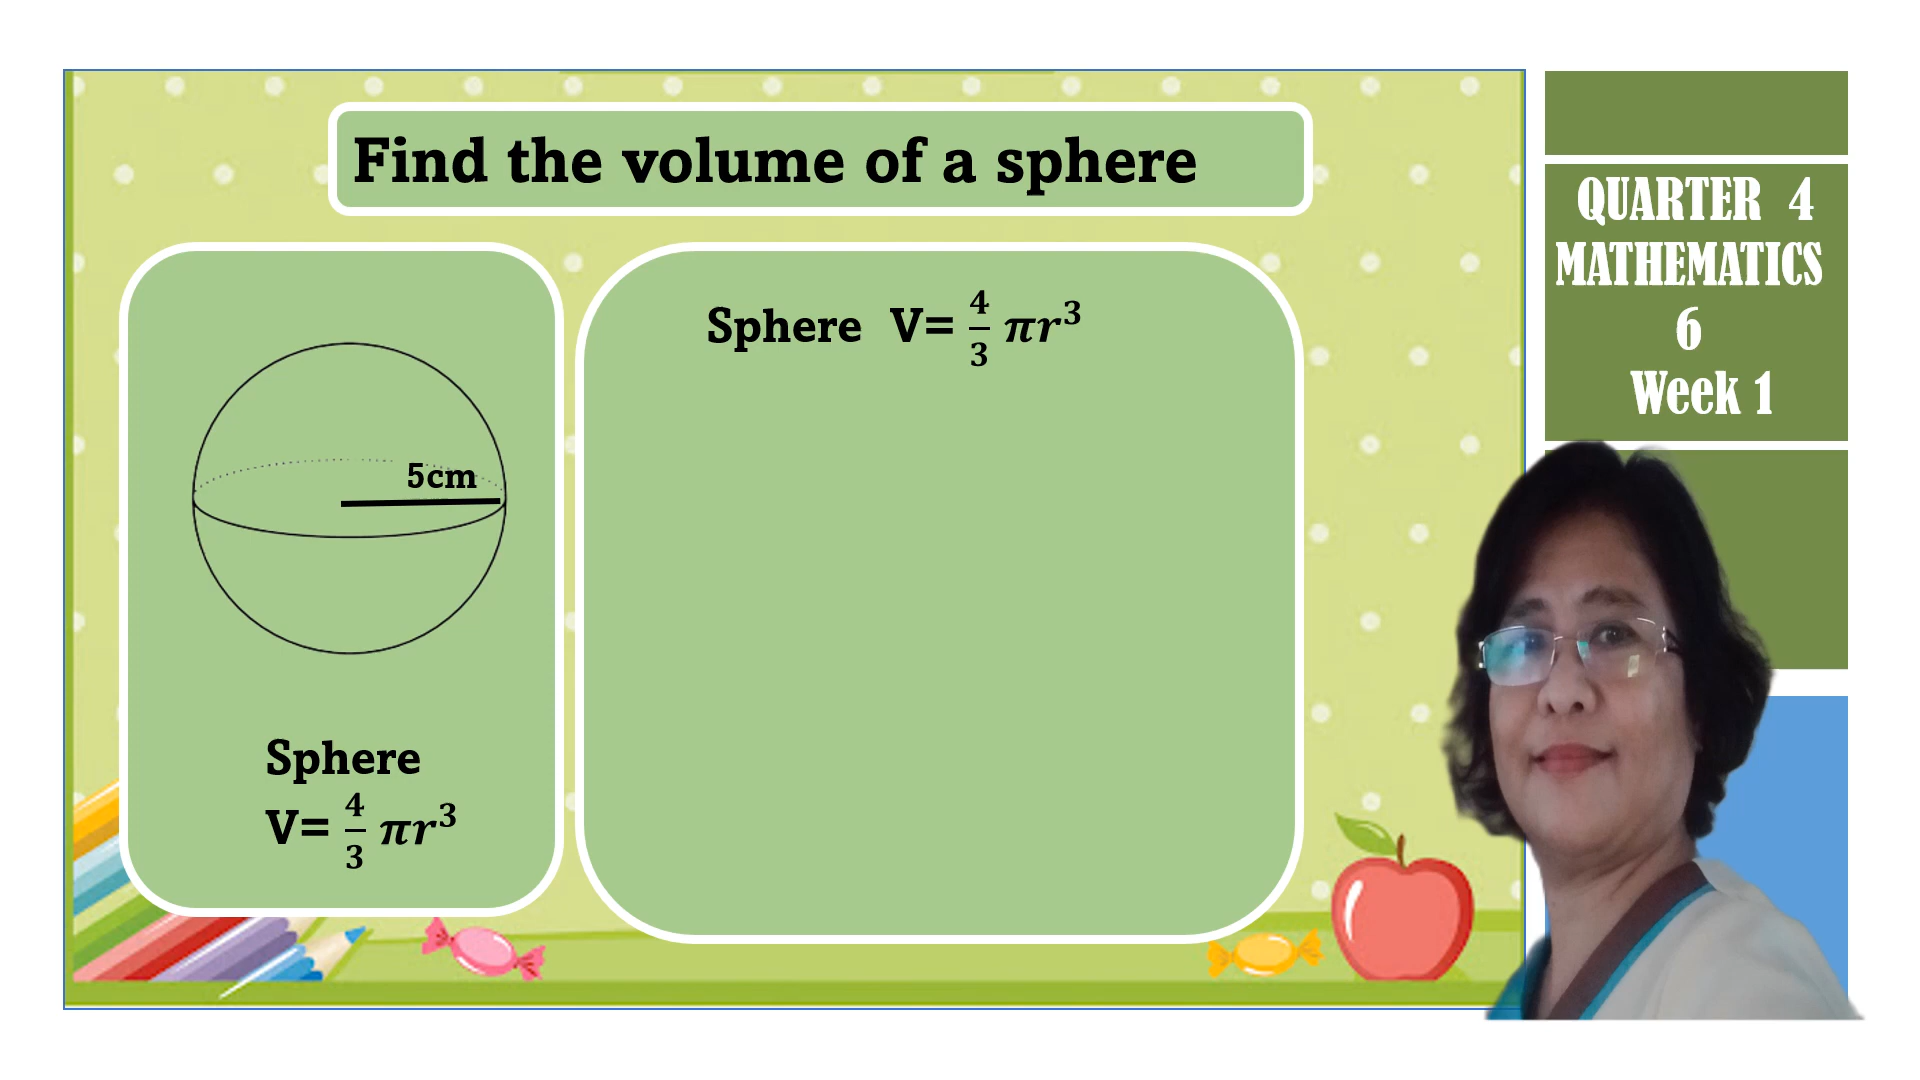 Find the volume of a sphere
5cm
Sphere
V= 4/3 πr³
Sphere V= 4/3 πr³
QUARTER 4
MATHEMATICS
6
Week 1